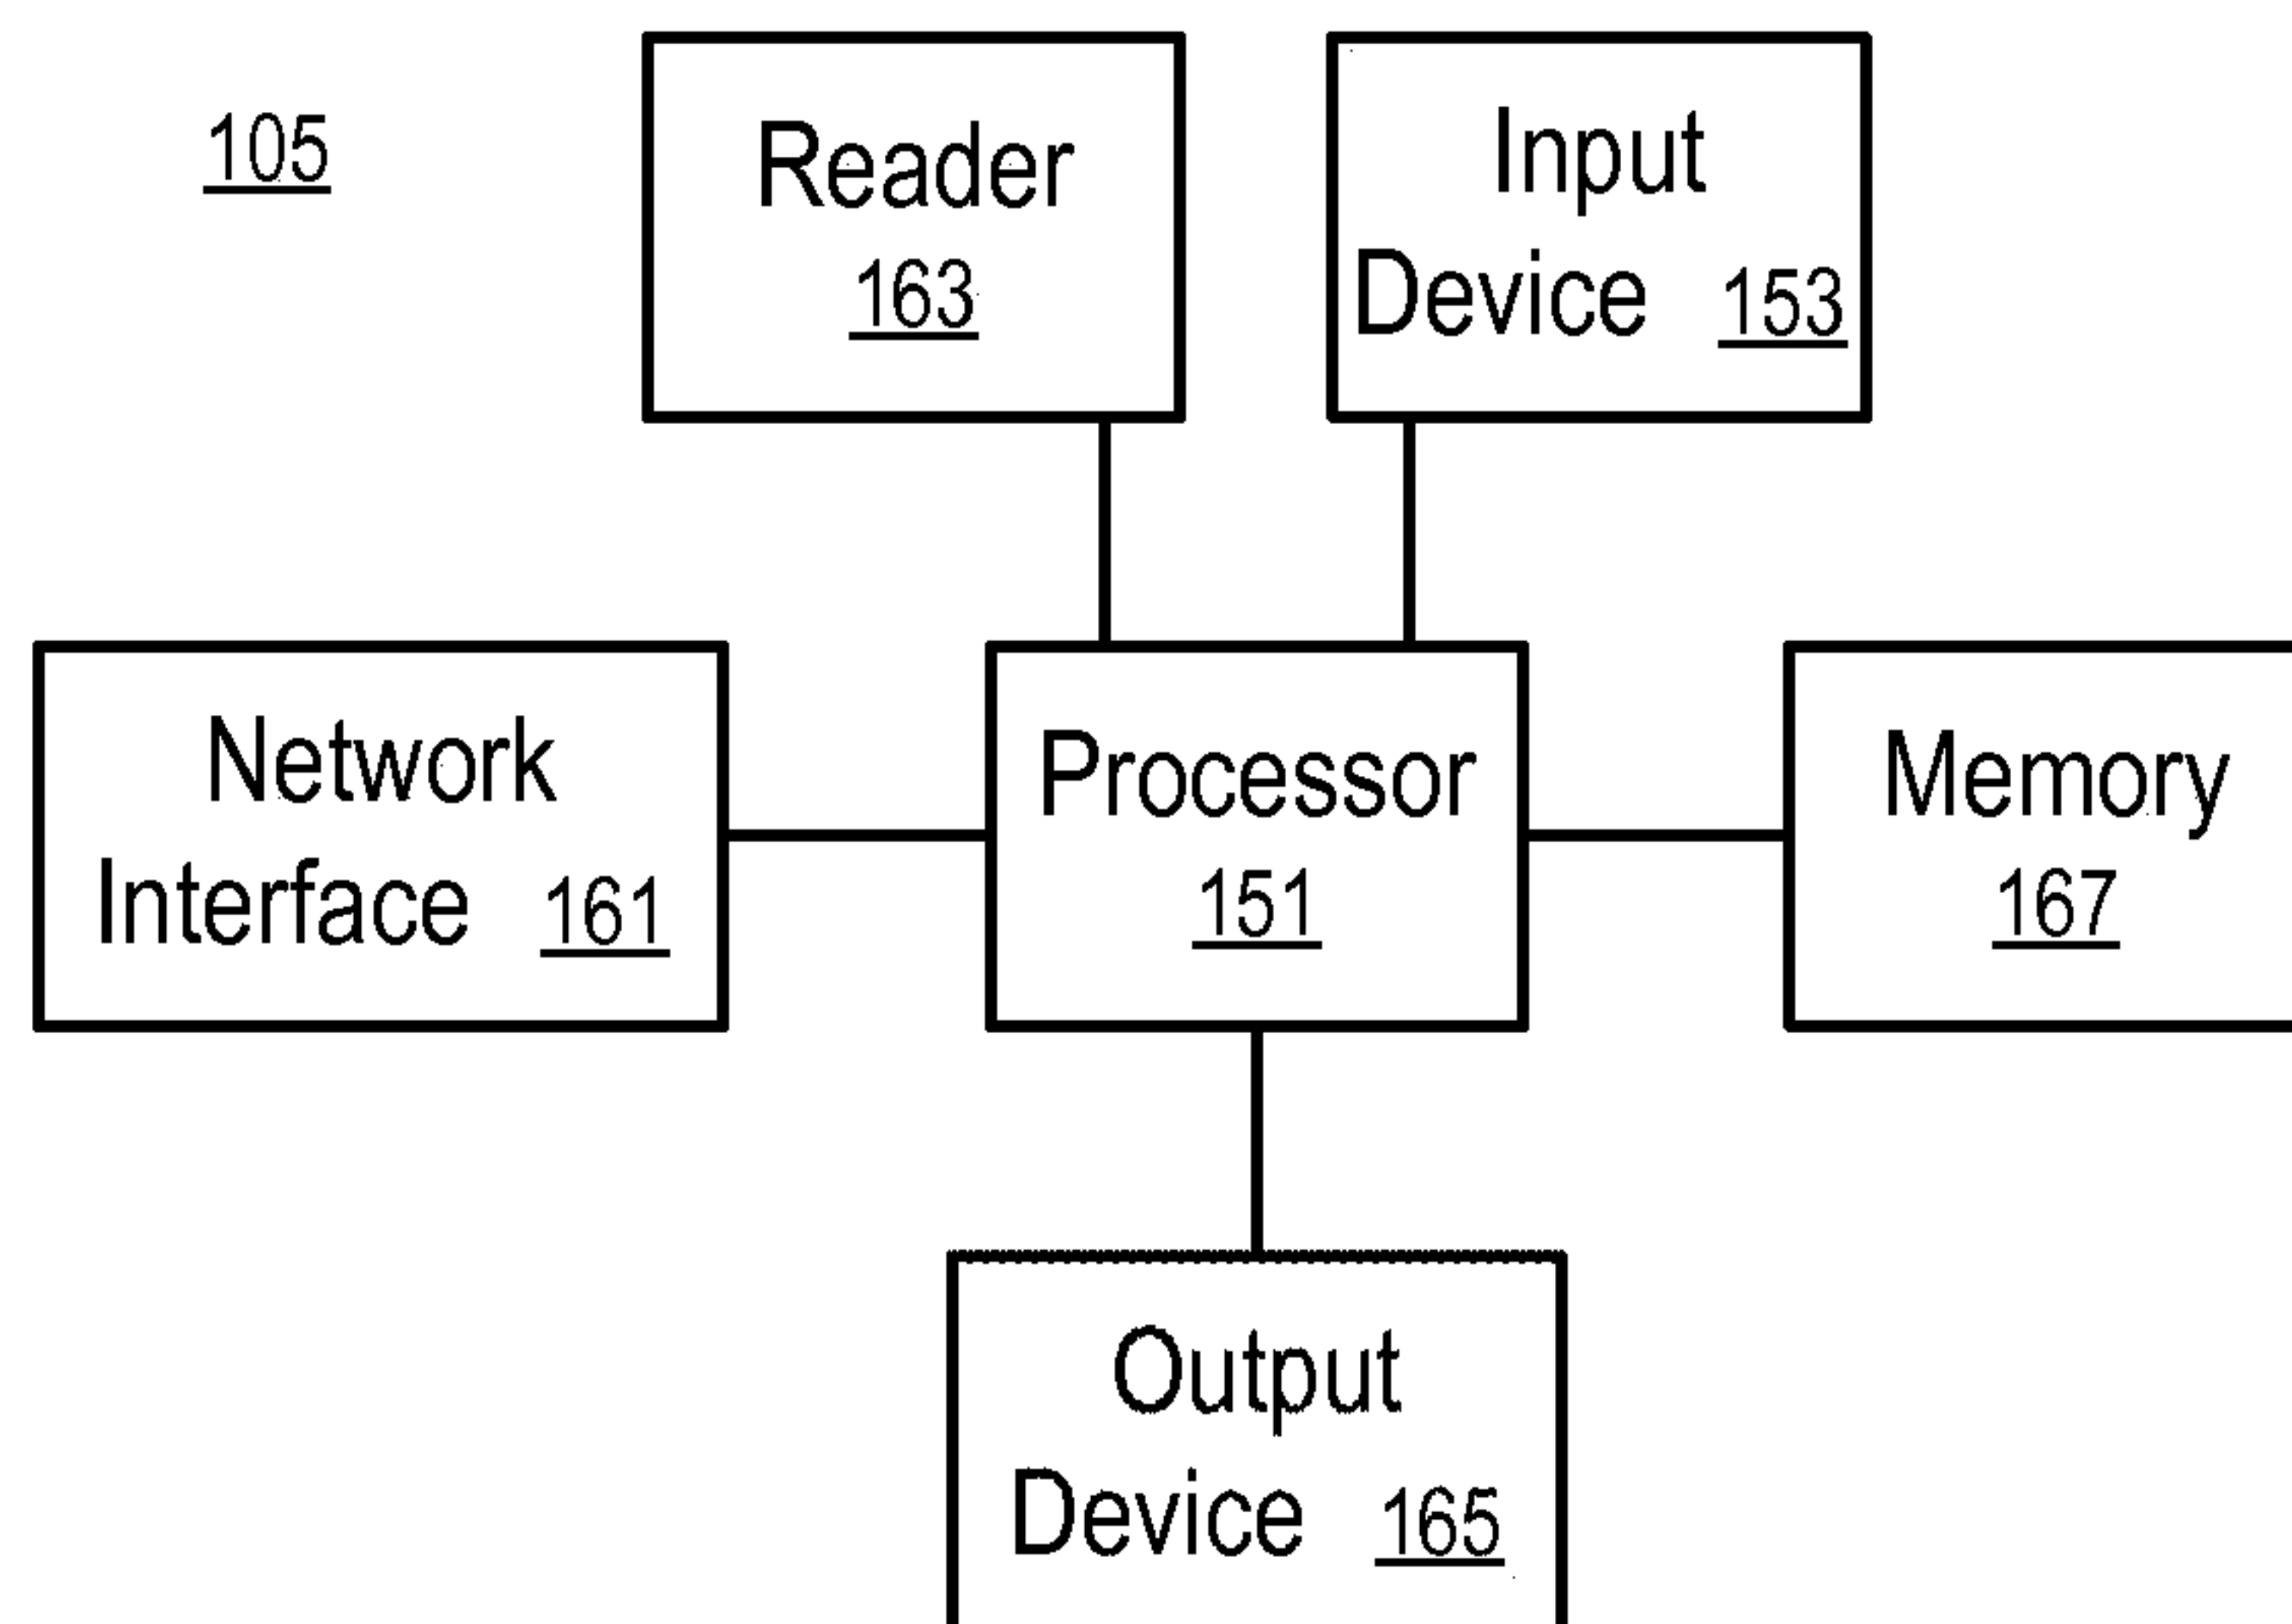 105
Reader
163
Input
Device 153
Network
Interface 161
Processor
151
Memory
167
Output
Device 165